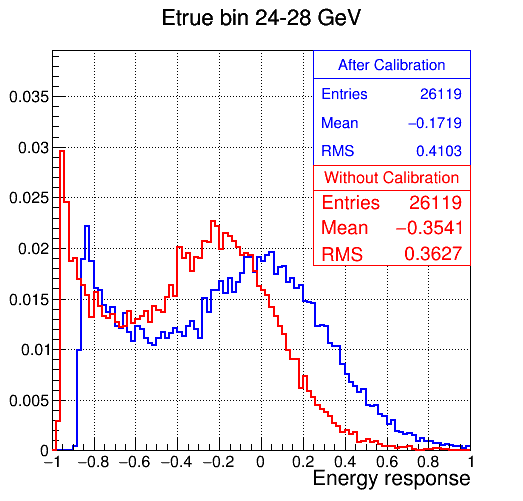 Etrue bin 24-28 GeV
After Calibration
Entries 26119
Mean −0.1719
RMS 0.4103
Without Calibration
Entries 26119
Mean −0.3541
RMS 0.3627
0.035
0.03
0.025
0.02
0.015
0.01
0.005
0
−1 −0.8 −0.6 −0.4 −0.2 0 0.2 0.4 0.6 0.8 1
Energy response